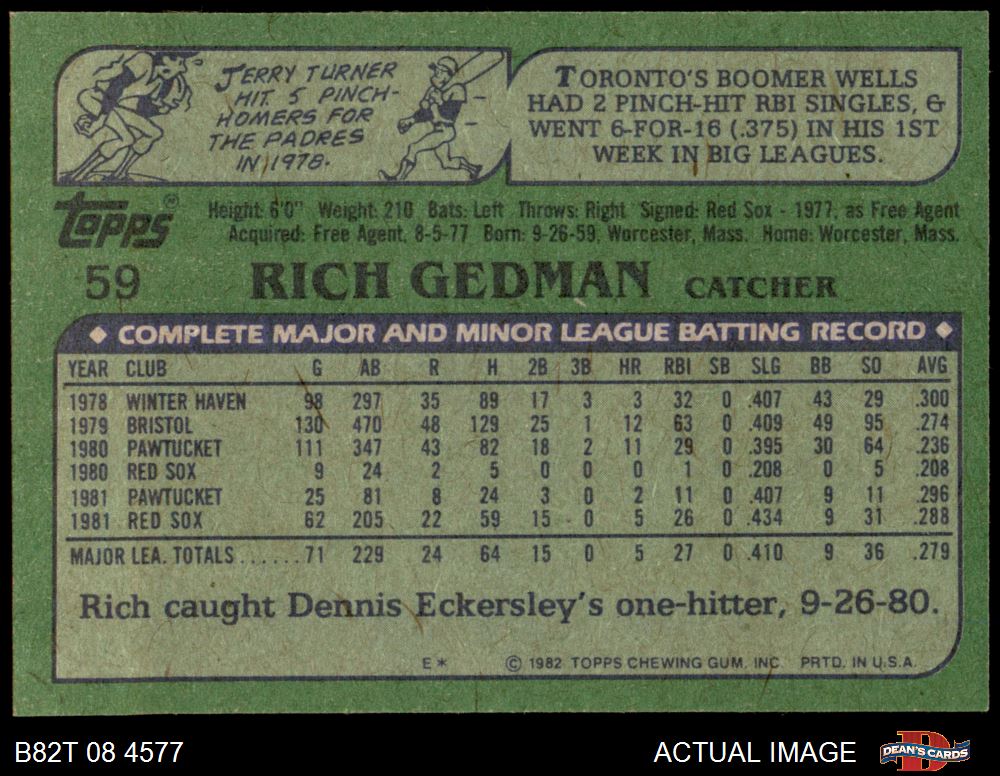 JERRY TURNER
HIT 5 PINCH-
HOMERS FOR
THE PADRES
IN 1978.
TORONTO'S BOOMER WELLS
HAD 2 PINCH-HIT RBI SINGLES, &
WENT 6-FOR-16 (.375) IN HIS 1ST
WEEK IN BIG LEAGUES.
Topps®
Height: 6'0" Weight: 210 Bats: Left Throws: Right Signed: Red Sox - 1977, as Free Agent
Acquired: Free Agent, 8-5-77 Born: 9-26-59, Worcester, Mass. Home: Worcester, Mass.
59 RICH GEDMAN CATCHER
◆ COMPLETE MAJOR AND MINOR LEAGUE BATTING RECORD ◆
YEAR CLUB G AB R H 2B 3B HR RBI SB SLG BB SO AVG
1978 WINTER HAVEN 98 297 35 89 17 3 3 32 0 .407 43 29 .300
1979 BRISTOL 130 470 48 129 25 1 12 63 0 .409 49 95 .274
1980 PAWTUCKET 111 347 43 82 18 2 11 29 0 .395 30 64 .236
1980 RED SOX 9 24 2 5 0 0 0 1 0 .208 0 5 .208
1981 PAWTUCKET 25 81 8 24 3 0 2 11 0 .407 9 11 .296
1981 RED SOX 62 205 22 59 15 0 5 26 0 .434 9 31 .288
MAJOR LEA. TOTALS......71 229 24 64 15 0 5 27 0 .410 9 36 .279
Rich caught Dennis Eckersley's one-hitter, 9-26-80.
E* © 1982 TOPPS CHEWING GUM, INC. PRTD. IN U.S.A.
B82T 08 4577 ACTUAL IMAGE DEAN'S CARDS